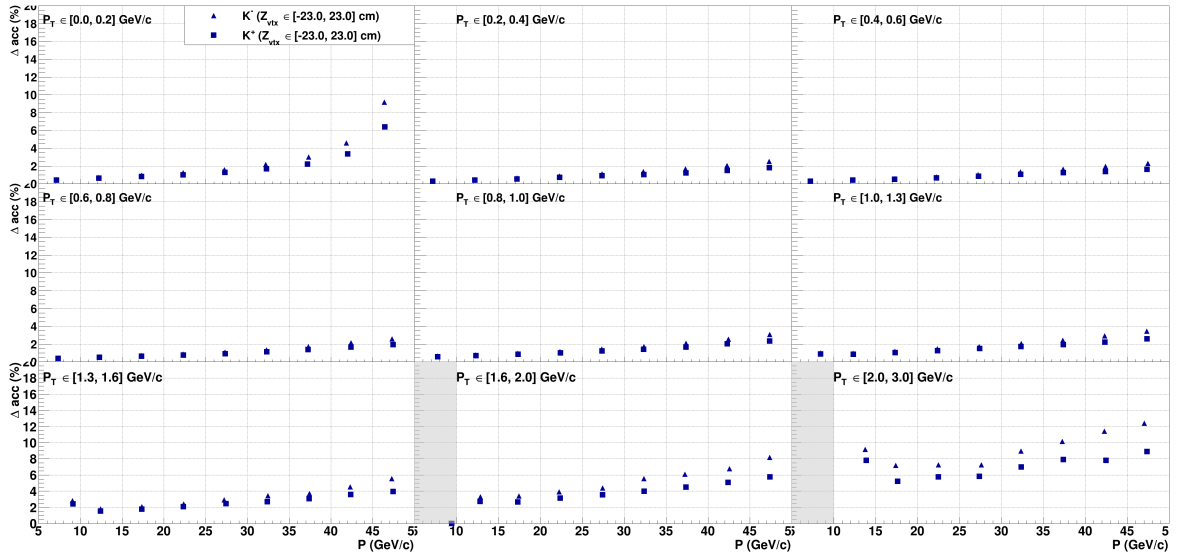 P_T ∈ [0.0, 0.2] GeV/c
K⁻ (Z_vtx ∈ [-23.0, 23.0] cm)
K⁺ (Z_vtx ∈ [-23.0, 23.0] cm)
P_T ∈ [0.2, 0.4] GeV/c
P_T ∈ [0.4, 0.6] GeV/c
Δ acc (%)
20
18
16
14
12
10
8
6
4
2
P_T ∈ [0.6, 0.8] GeV/c
P_T ∈ [0.8, 1.0] GeV/c
P_T ∈ [1.0, 1.3] GeV/c
Δ acc (%)
18
16
14
12
10
8
6
4
2
P_T ∈ [1.3, 1.6] GeV/c
P_T ∈ [1.6, 2.0] GeV/c
P_T ∈ [2.0, 3.0] GeV/c
Δ acc (%)
18
16
14
12
10
8
6
4
2
0
5 10 15 20 25 30 35 40 45 10 15 20 25 30 35 40 45 10 15 20 25 30 35 40 45
P (GeV/c) P (GeV/c) P (GeV/c)